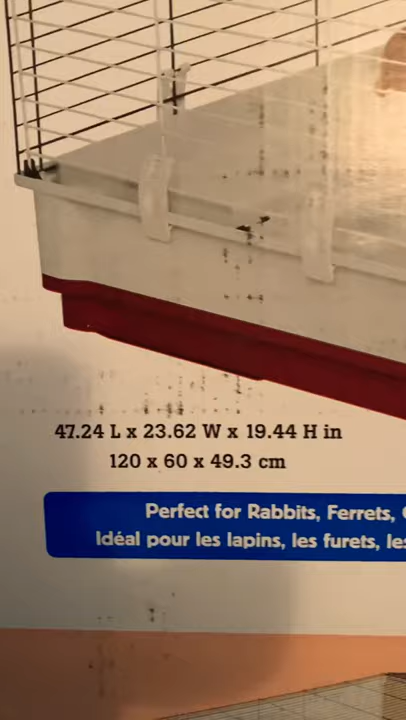 47.24 L x 23.62 W x 19.44 H in
120 x 60 x 49.3 cm
Perfect for Rabbits, Ferrets,
Idéal pour les lapins, les furets, les